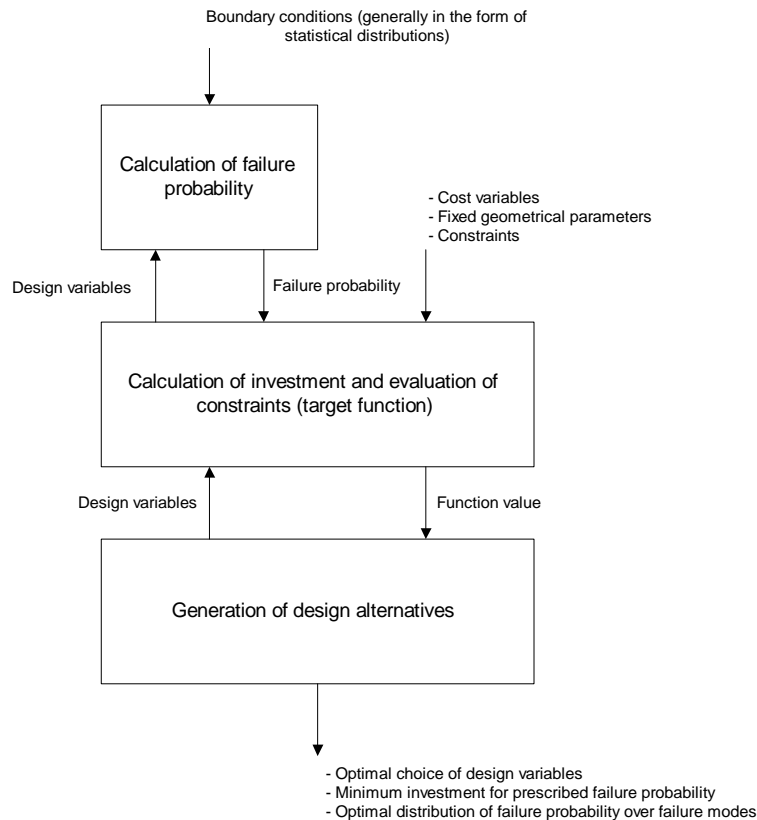 Boundary conditions (generally in the form of
statistical distributions)
Calculation of failure
probability
- Cost variables
- Fixed geometrical parameters
- Constraints
Design variables
Failure probability
Calculation of investment and evaluation of
constraints (target function)
Design variables
Function value
Generation of design alternatives
- Optimal choice of design variables
- Minimum investment for prescribed failure probability
- Optimal distribution of failure probability over failure modes